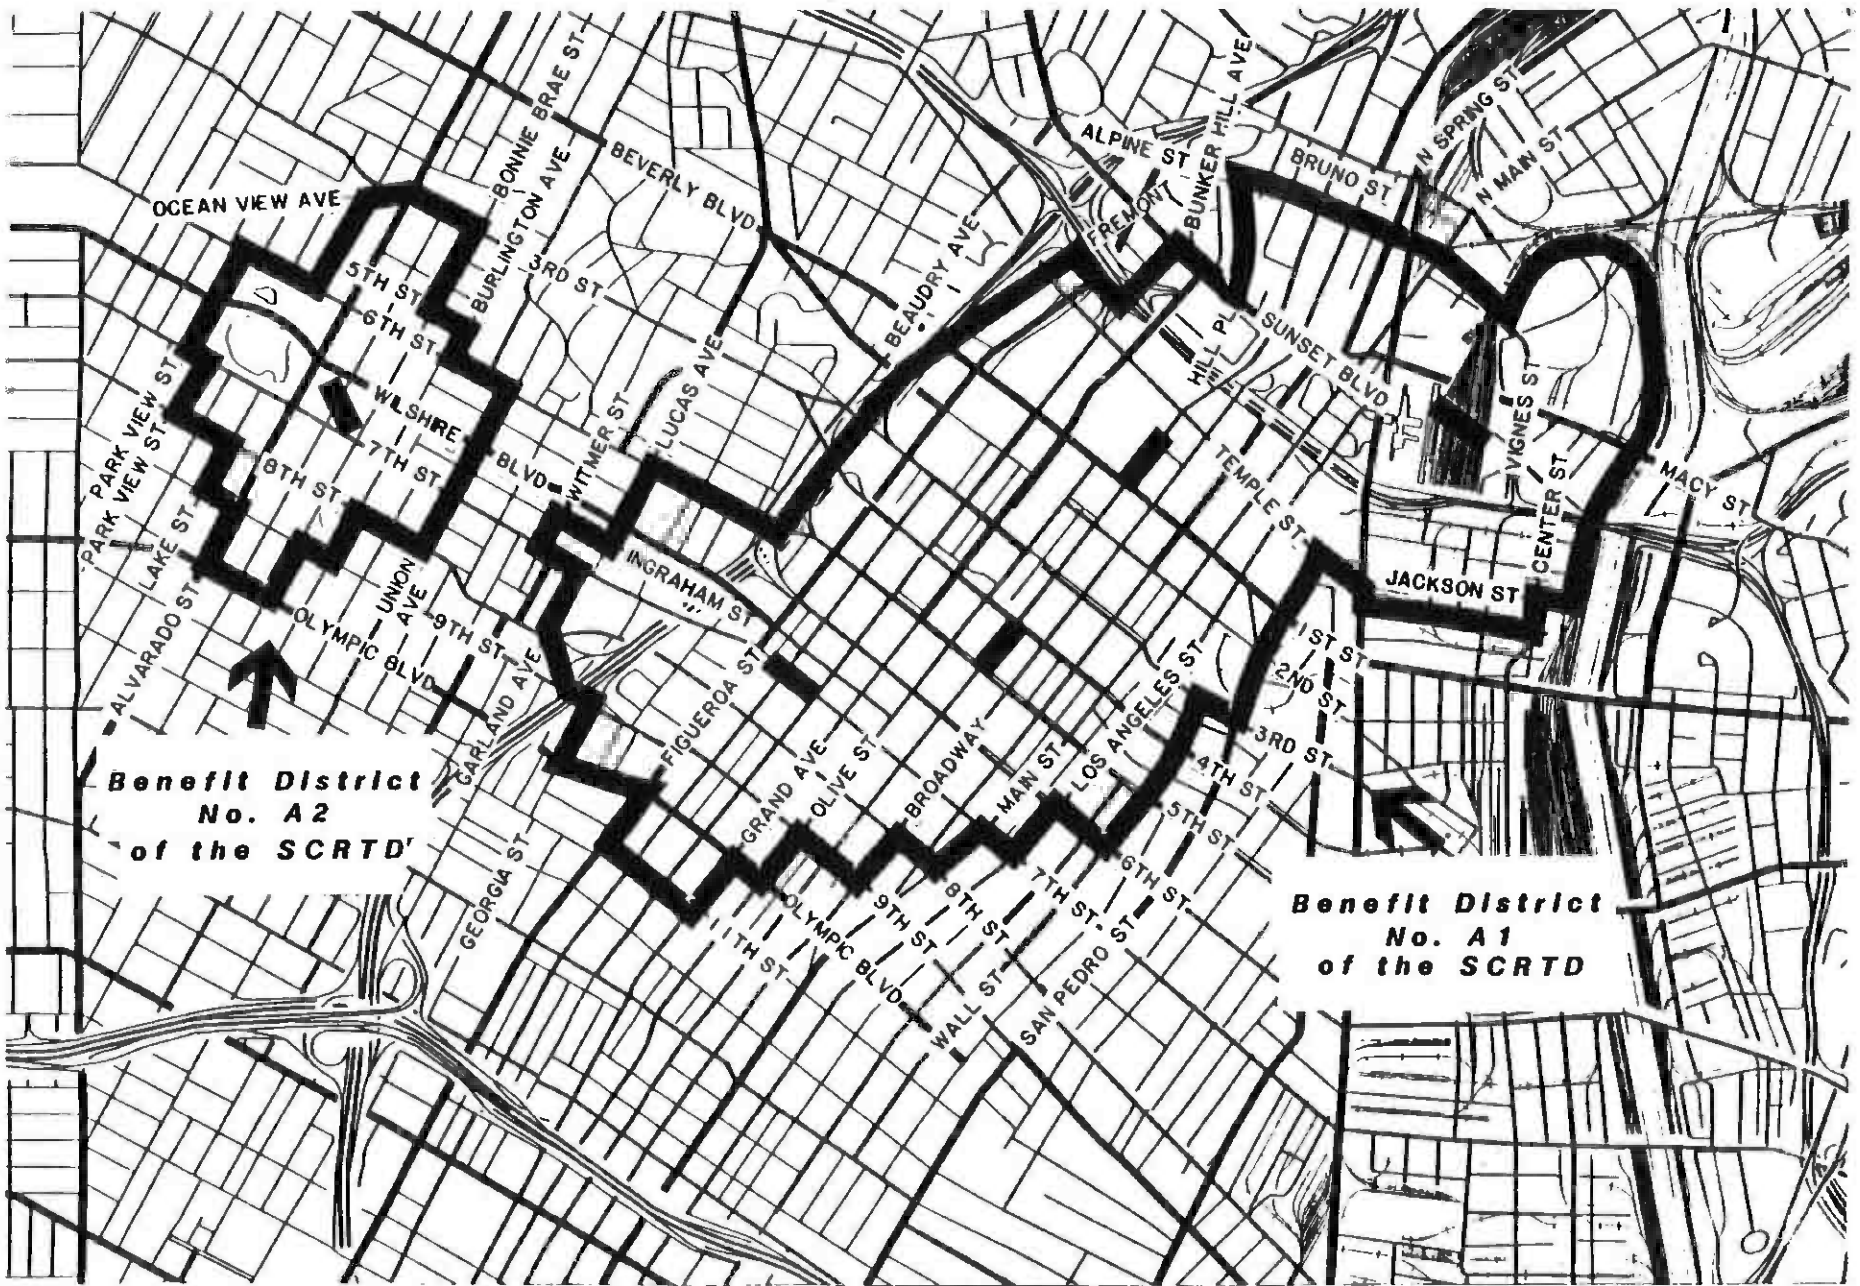 BONNIE BRAE ST
BUNKER HILL AVE
N SPRING ST
ALPINE ST
BRUNO ST
N MAIN ST
BEVERLY BLVD
OCEAN VIEW AVE
BURLINGTON AVE
FREMONT
3RD ST
BEAUDRY AVE
5TH ST
6TH ST
HILL PL
SUNSET BLVD
PARK VIEW ST
PARK VIEW ST
WILSHIRE
BLVD
LUCAS AVE
WITMER ST
VIGNES ST
7TH ST
8TH ST
TEMPLE ST
MACY ST
CENTER ST
LAKE ST
INGRAHAM ST
JACKSON ST
ALVARADO ST
UNION
AVE
9TH ST
OLYMPIC BLVD
1ST ST
2ND ST
3RD ST
4TH ST
5TH ST
6TH ST
7TH ST
8TH ST
9TH ST
OLYMPIC BLVD
11TH ST
GARLAND AVE
FIGUEROA ST
GRAND AVE
OLIVE ST
BROADWAY
MAIN ST
LOS ANGELES ST
GEORGIA ST
WALL ST
SAN PEDRO ST
Benefit District
No. A2
of the SCRTD
Benefit District
No. A1
of the SCRTD